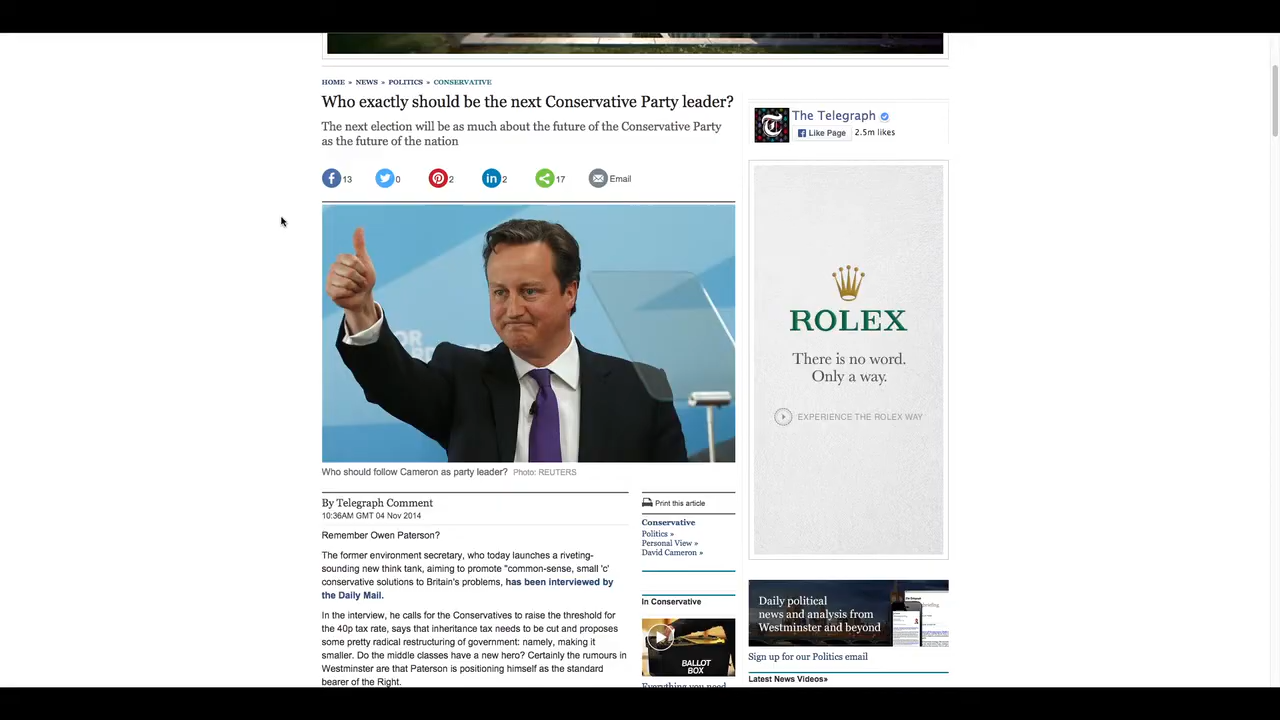 HOME » NEWS » POLITICS » CONSERVATIVE
Who exactly should be the next Conservative Party leader?
The next election will be as much about the future of the Conservative Party
as the future of the nation
13
0
2
2
17
Email
Who should follow Cameron as party leader? Photo: REUTERS
By Telegraph Comment
10:36AM GMT 04 Nov 2014
Remember Owen Paterson?
The former environment secretary, who today launches a riveting-
sounding new think tank, aiming to promote "common-sense, small 'c'
conservative solutions to Britain's problems, has been interviewed by
the Daily Mail.
In the interview, he calls for the Conservatives to raise the threshold for
the 40p tax rate, says that inheritance tax needs to be cut and proposes
some pretty radical restructuring of government: namely, making it
smaller. Do the middle classes have a new hero? Certainly the rumours in
Westminster are that Paterson is positioning himself as the standard
bearer of the Right.
Print this article
Conservative
Politics »
Personal View »
David Cameron »
In Conservative
BALLOT
BOX
Everything you need
The Telegraph
Like Page 2.5m likes
ROLEX
There is no word.
Only a way.
EXPERIENCE THE ROLEX WAY
Daily political
news and analysis from
Westminster and beyond
Sign up for our Politics email
Latest News Videos»